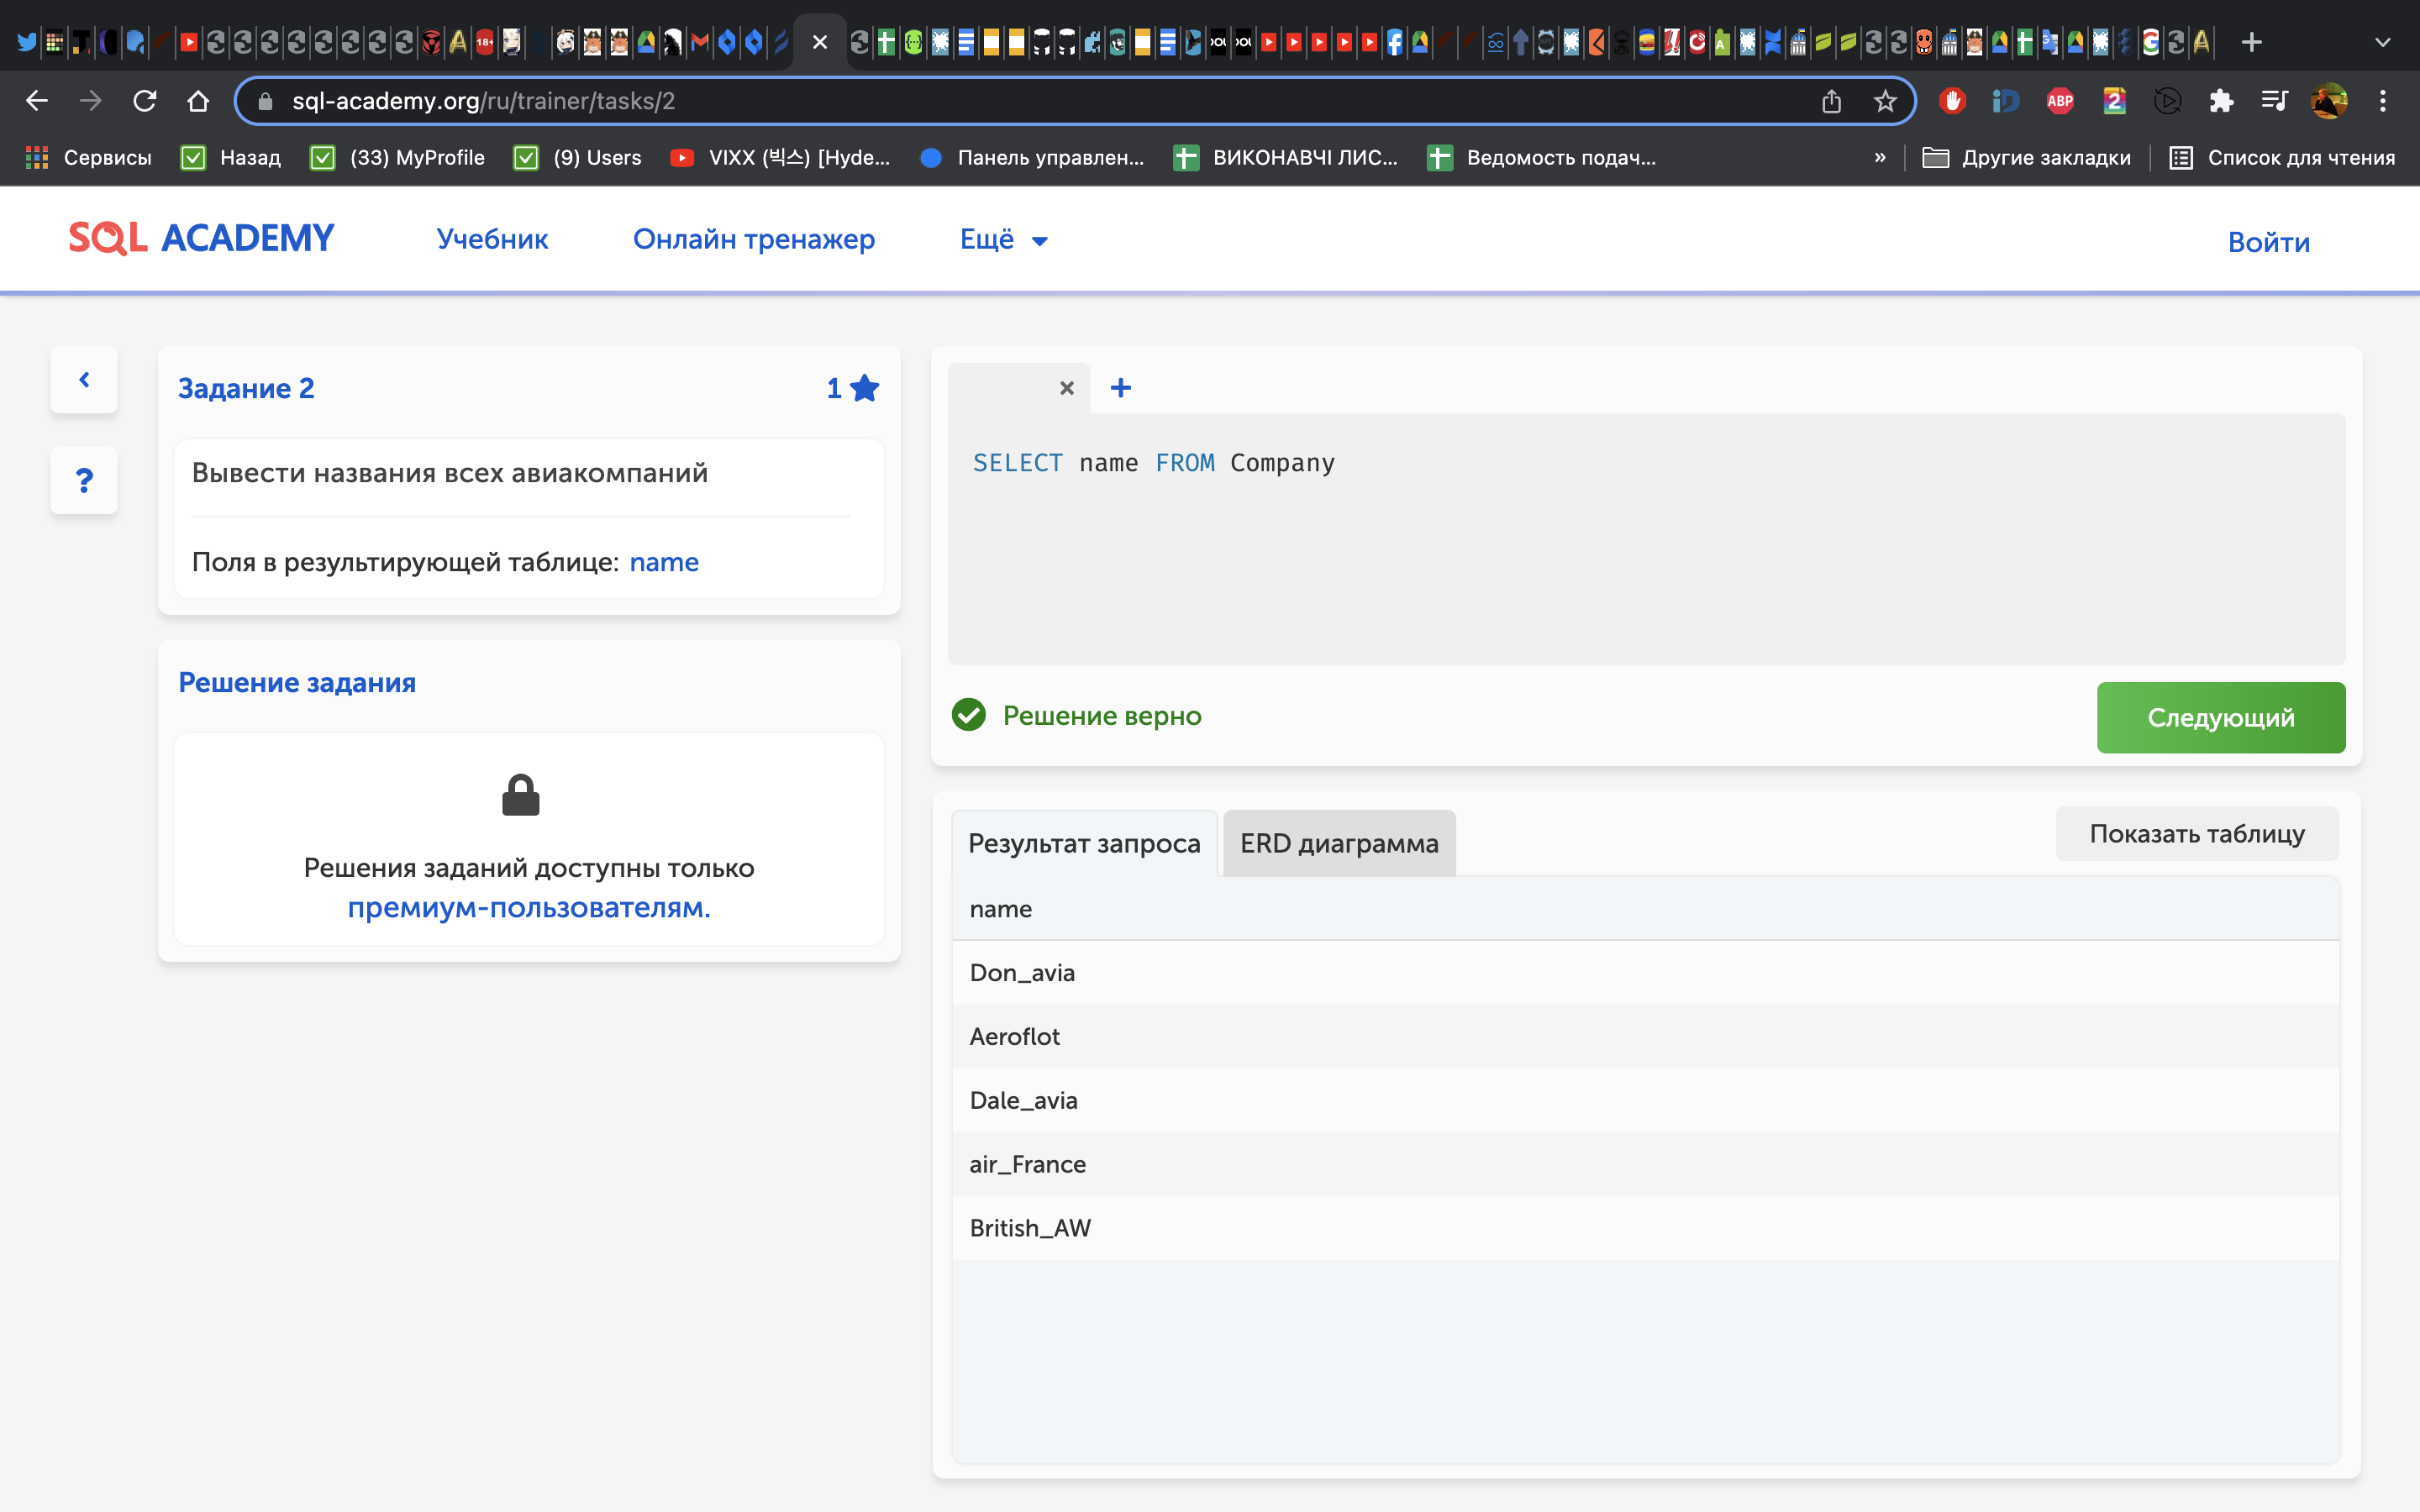 sql-academy.org/ru/trainer/tasks/2
Сервисы
Назад
(33) MyProfile
(9) Users
VIXX (빅스) [Hyde...
Панель управлен...
ВИКОНАВЧІ ЛИС...
Ведомость подач...
»
Другие закладки
Список для чтения
SQL ACADEMY
Учебник
Онлайн тренажер
Ещё
Войти
Задание 2
1
Вывести названия всех авиакомпаний
Поля в результирующей таблице: name
Решение задания
Решения заданий доступны только
премиум-пользователям.
SELECT name FROM Company
Решение верно
Следующий
Результат запроса
ERD диаграмма
Показать таблицу
name
Don_avia
Aeroflot
Dale_avia
air_France
British_AW